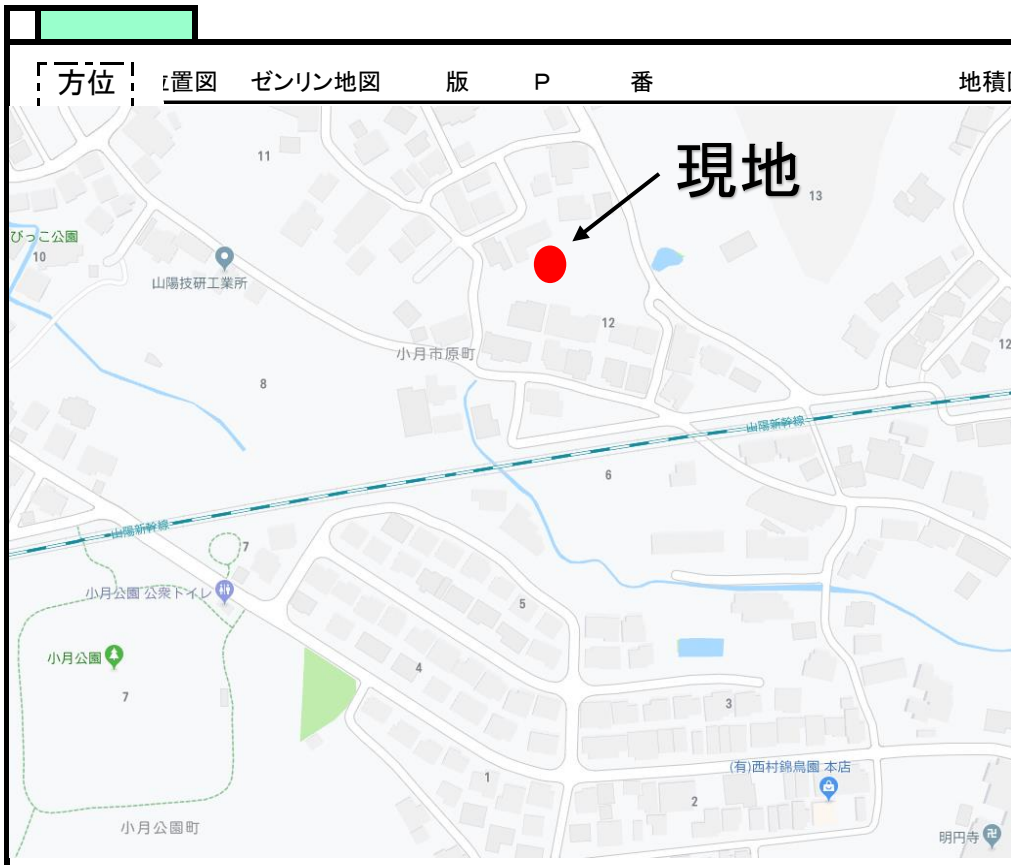 方位 位置図 ゼンリン地図 版 P 番 地積図
現地
11
13
びっこ公園
10
山陽技研工業所
12
小月市原町
12
8
山陽新幹線
6
山陽新幹線
7
小月公園 公衆トイレ
5
小月公園
4
7
3
(有)西村錦鳥園 本店
1
2
小月公園町
明円寺